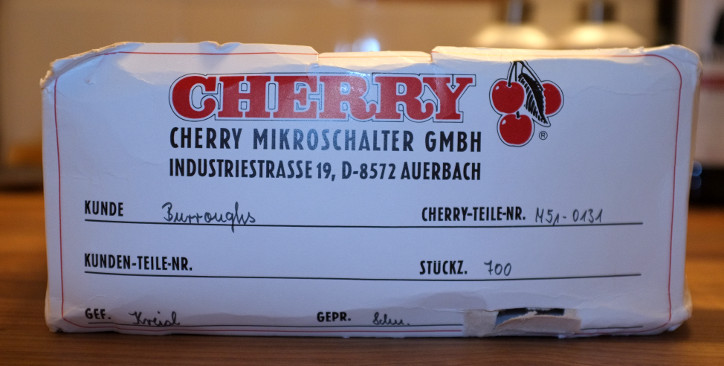 CHERRY
®
CHERRY MIKROSCHALTER GMBH
INDUSTRIESTRASSE 19, D-8572 AUERBACH
KUNDE Burroughs CHERRY-TEILE-NR. M51-0131
KUNDEN-TEILE-NR. STÜCKZ. 700
GEF. GEPR.